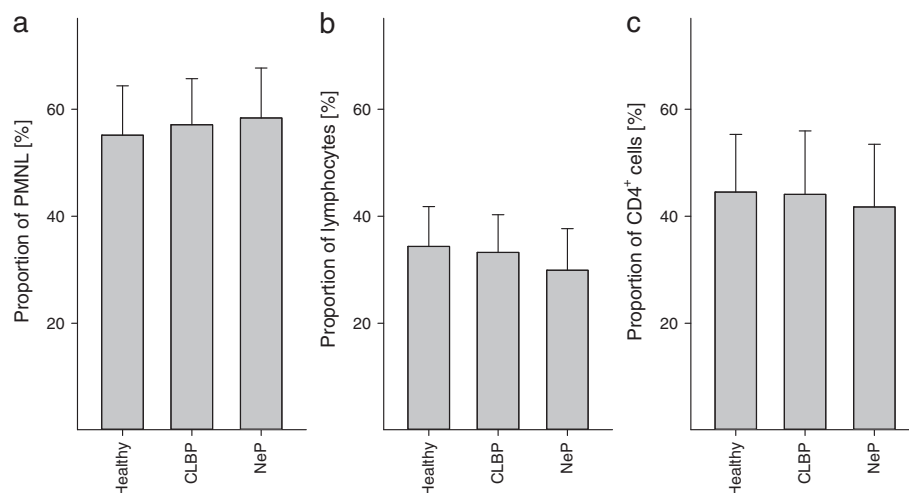 a
Proportion of PMNL [%]
60
40
20
Healthy
CLBP
NeP
b
Proportion of lymphocytes [%]
60
40
20
Healthy
CLBP
NeP
c
Proportion of CD4⁺ cells [%]
60
40
20
Healthy
CLBP
NeP